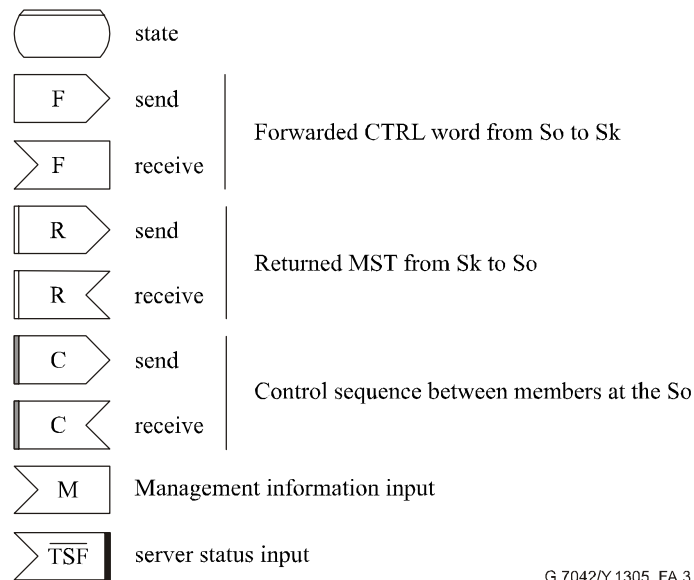 state
F send
Forwarded CTRL word from So to Sk
F receive
R send
Returned MST from Sk to So
R receive
C send
Control sequence between members at the So
C receive
M Management information input
TSF server status input
G.7042/Y.1305_FA.3